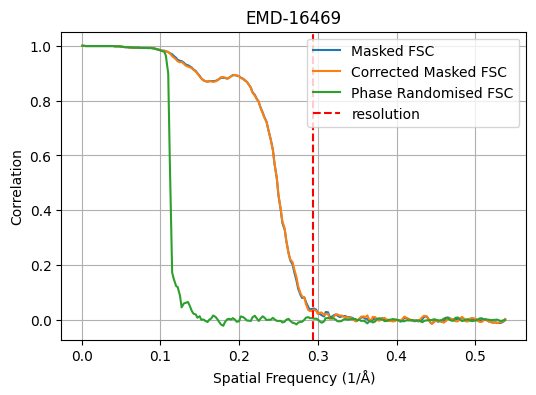 EMD-16469
Masked FSC
Corrected Masked FSC
Phase Randomised FSC
resolution
Correlation
1.0
0.8
0.6
0.4
0.2
0.0
0.0 0.1 0.2 0.3 0.4 0.5
Spatial Frequency (1/Å)